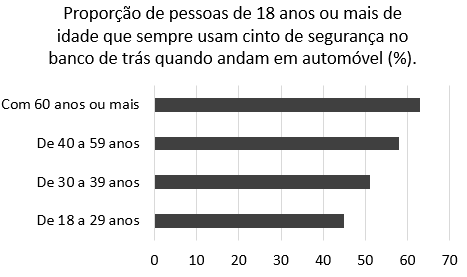 Proporção de pessoas de 18 anos ou mais de
idade que sempre usam cinto de segurança no
banco de trás quando andam em automóvel (%).
Com 60 anos ou mais
De 40 a 59 anos
De 30 a 39 anos
De 18 a 29 anos
0 10 20 30 40 50 60 70